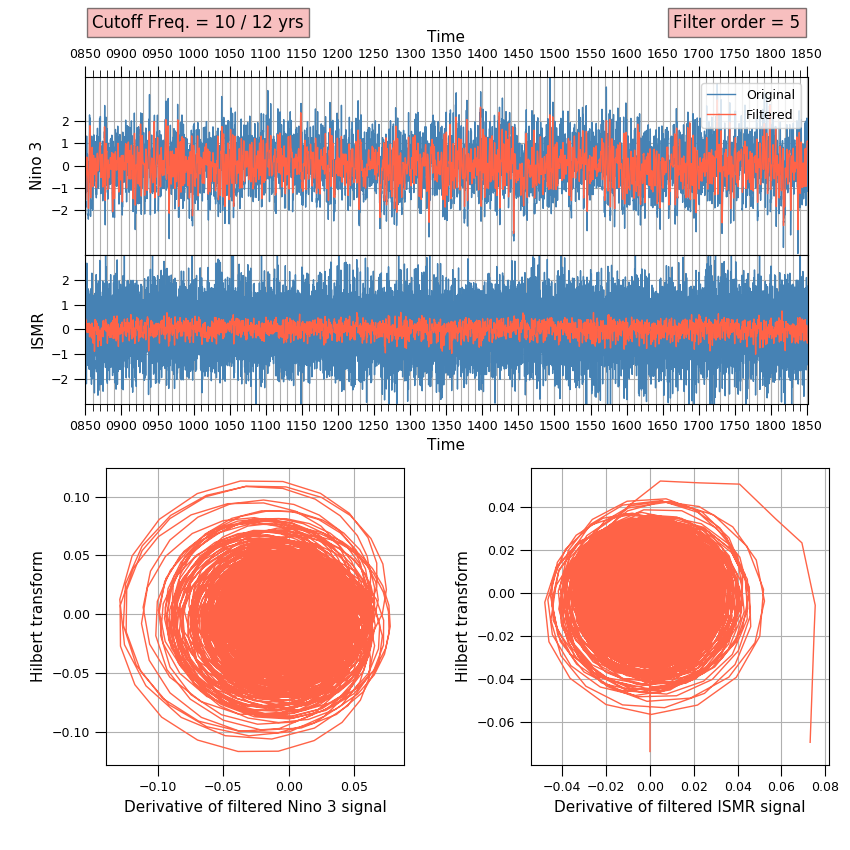 Cutoff Freq. = 10 / 12 yrs
Filter order = 5
Time
0850 0900 0950 1000 1050 1100 1150 1200 1250 1300 1350 1400 1450 1500 1550 1600 1650 1700 1750 1800 1850
Original
Filtered
Nino 3
2
1
0
−1
−2
ISMR
2
1
0
−1
−2
0850 0900 0950 1000 1050 1100 1150 1200 1250 1300 1350 1400 1450 1500 1550 1600 1650 1700 1750 1800 1850
Time
Hilbert transform
0.10
0.05
0.00
−0.05
−0.10
−0.10 −0.05 0.00 0.05
Derivative of filtered Nino 3 signal
Hilbert transform
0.04
0.02
0.00
−0.02
−0.04
−0.06
−0.04 −0.02 0.00 0.02 0.04 0.06 0.08
Derivative of filtered ISMR signal